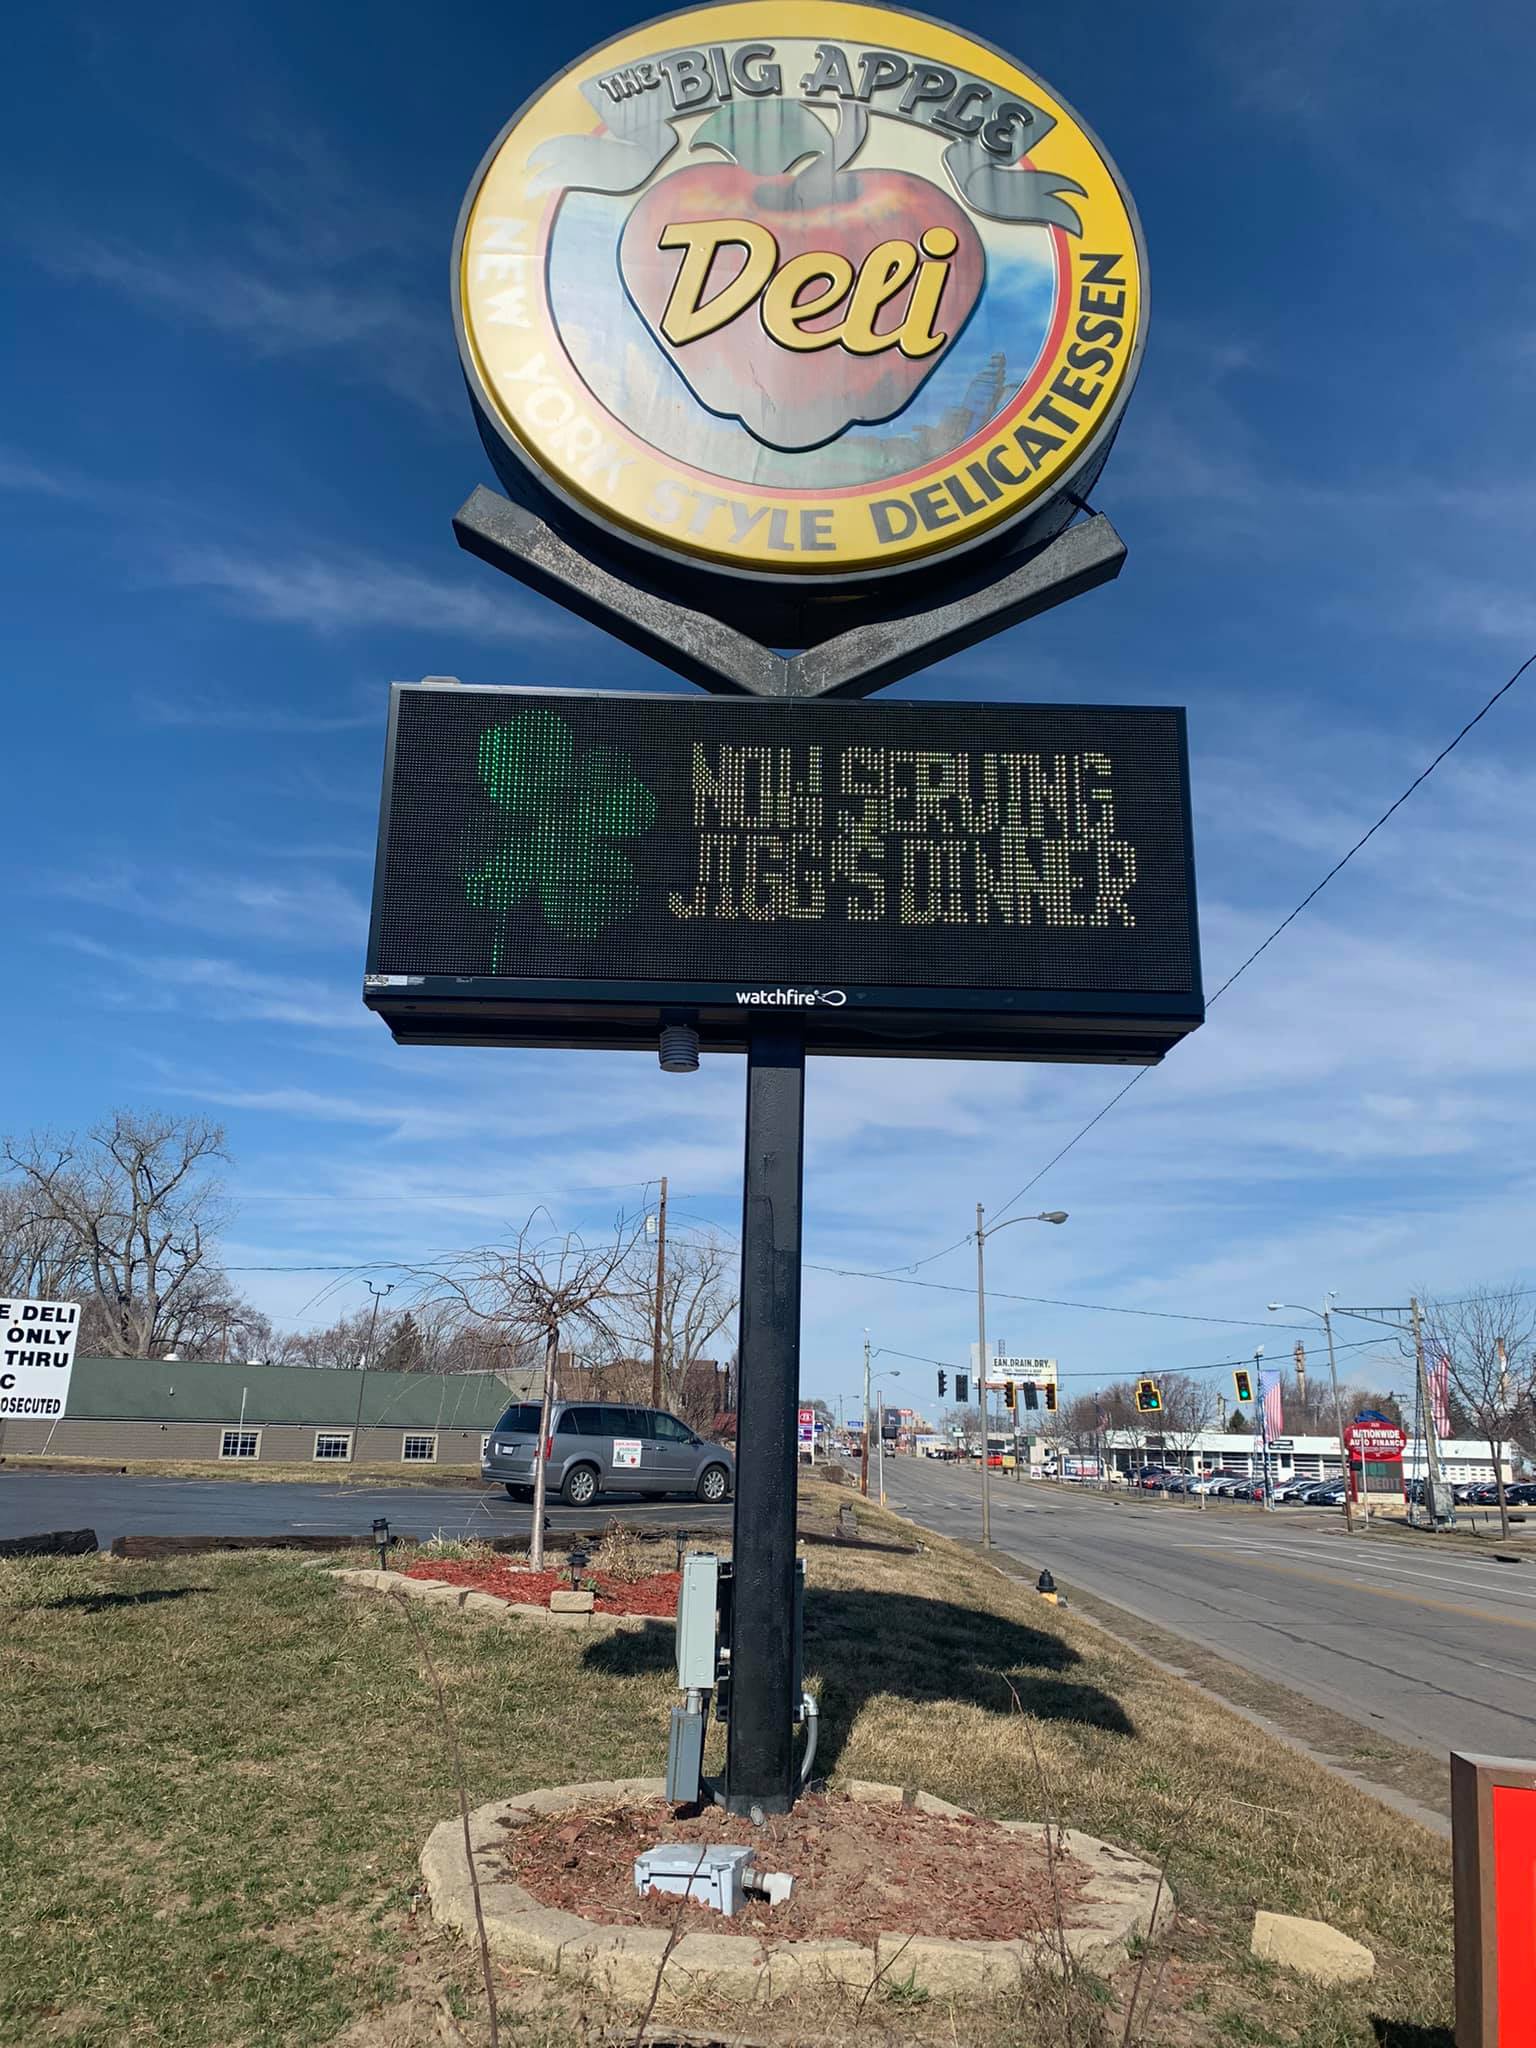 THE BIG APPLE
Deli
NEW YORK STYLE DELICATESSEN
NOW SERVING
JIGG'S DINNER
watchfire
E DELI
ONLY
THRU
C
OSECUTED
EAN.DRAIN.DRY.
NATIONWIDE
AUTO FINANCE